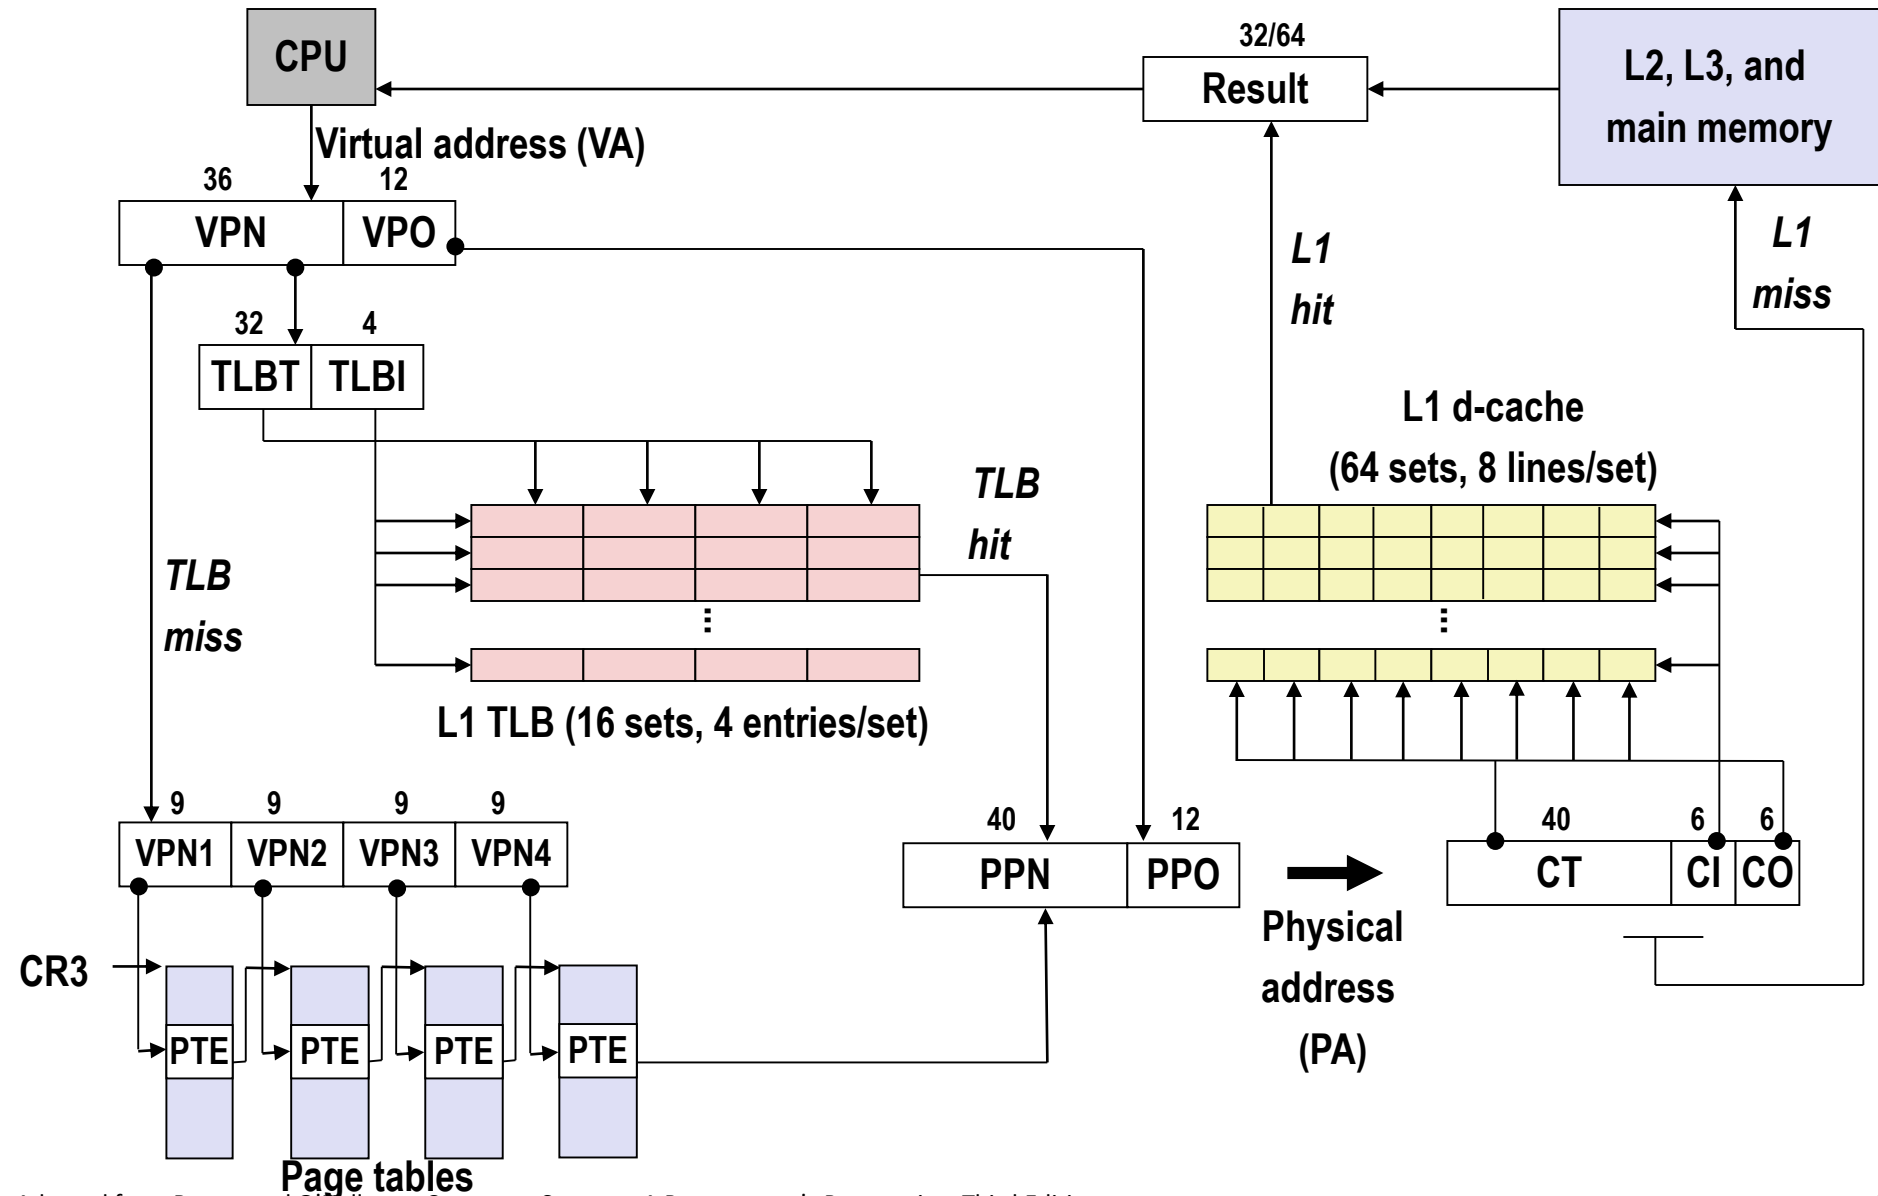 CPU
32/64
Result
L2, L3, and
main memory
Virtual address (VA)
36
12
VPN
VPO
L1
hit
L1
miss
32
4
TLBT
TLBI
L1 d-cache
(64 sets, 8 lines/set)
TLB
hit
TLB
miss
...
...
L1 TLB (16 sets, 4 entries/set)
9
9
9
9
VPN1
VPN2
VPN3
VPN4
40
12
PPN
PPO
40
6
6
CT
CI
CO
Physical
address
(PA)
CR3
PTE
PTE
PTE
PTE
Page tables
Third